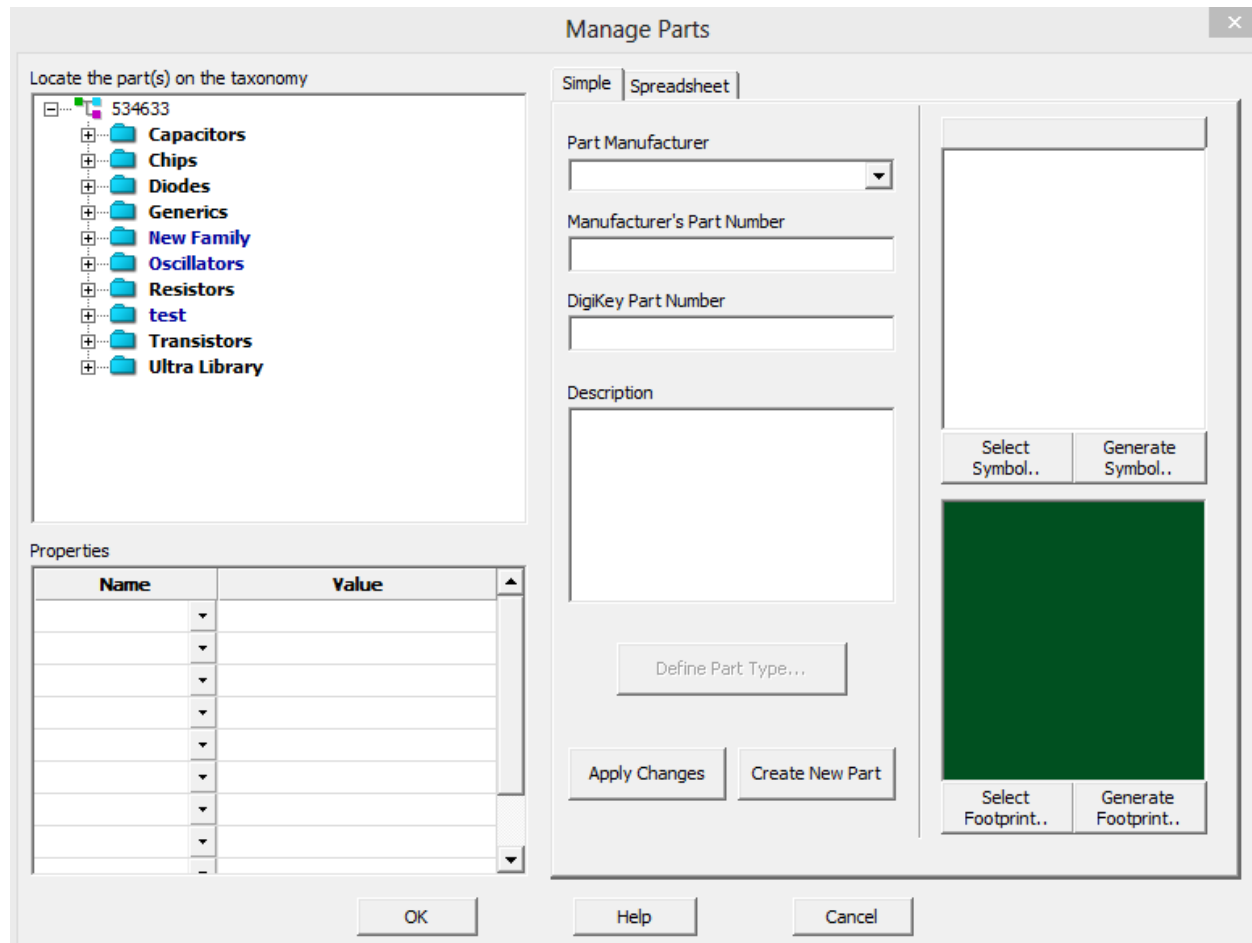 Manage Parts
Locate the part(s) on the taxonomy
534633
Capacitors
Chips
Diodes
Generics
New Family
Oscillators
Resistors
test
Transistors
Ultra Library
Properties
Name Value
Simple Spreadsheet
Part Manufacturer
Manufacturer's Part Number
DigiKey Part Number
Description
Define Part Type...
Apply Changes Create New Part
Select
Symbol..
Generate
Symbol..
Select
Footprint..
Generate
Footprint..
OK Help Cancel